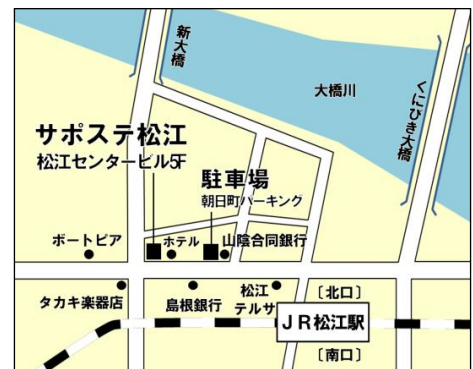 新大橋
大橋川
くにびき大橋
サポステ松江
松江センタービル5F
駐車場
朝日町パーキング
ボートピア
ホテル
山陰合同銀行
タカキ楽器店
島根銀行
松江
テルサ
〔北口〕
JR松江駅
〔南口〕